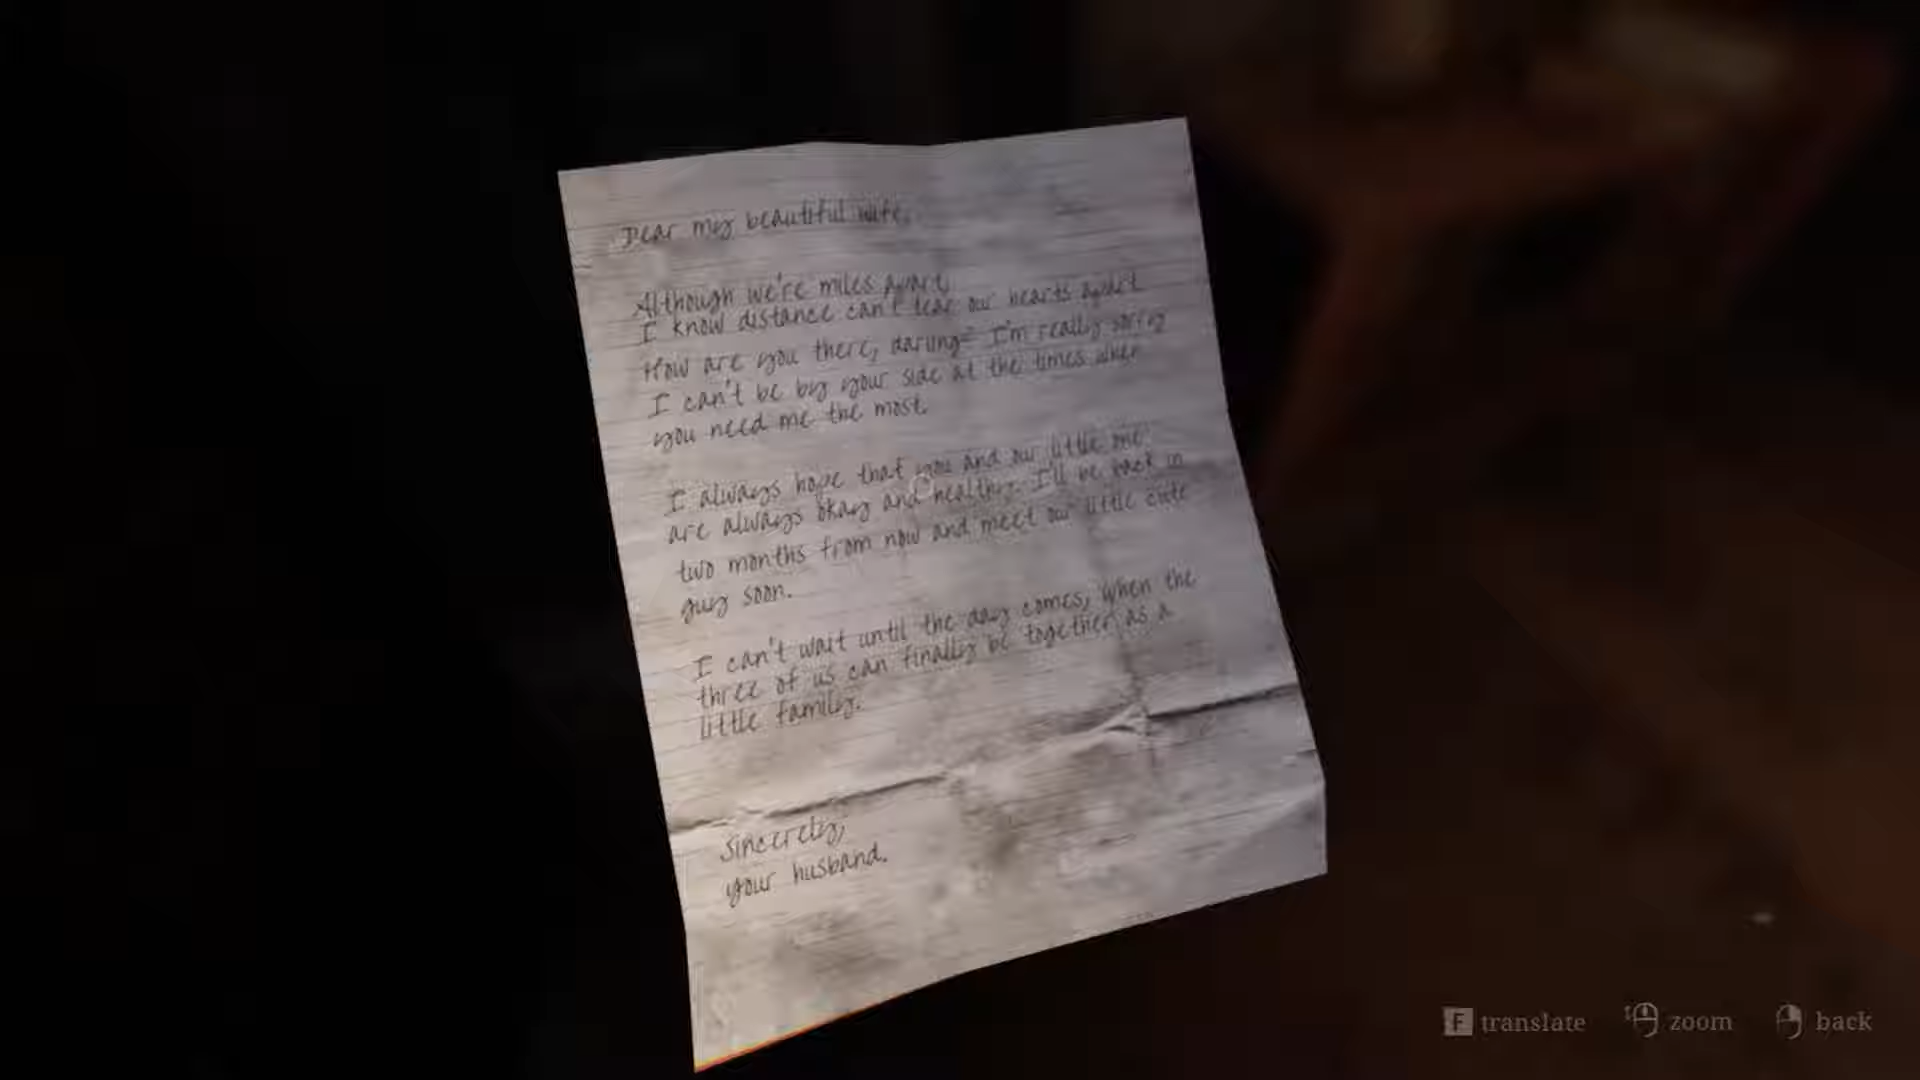 Dear my beautiful wife,
Although we're miles apart,
I know distance can't tear our hearts apart
How are you there, darling? I'm really sorry
I can't be by your side at the times when
you need me the most.
I always hope that you and our little one
are always okay and healthy. I'll be back in
two months from now and meet our little cute
guy soon.
I can't wait until the day comes, when the
three of us can finally be together as a
little family.
Sincerely,
your husband.
F translate zoom back